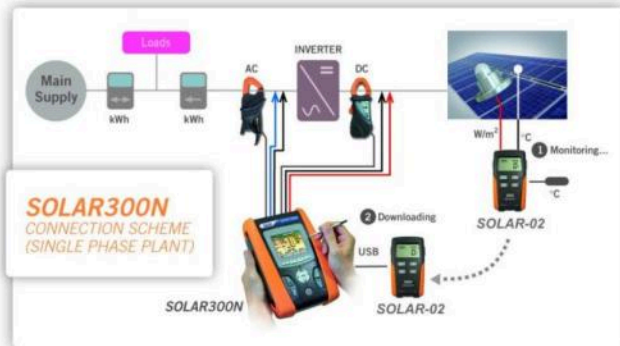 Loads
Main
Supply
kWh
kWh
AC
INVERTER
DC
W/m²
°C
1 Monitoring...
°C
SOLAR-02
SOLAR300N
CONNECTION SCHEME
(SINGLE PHASE PLANT)
2 Downloading
USB
SOLAR300N
SOLAR-02